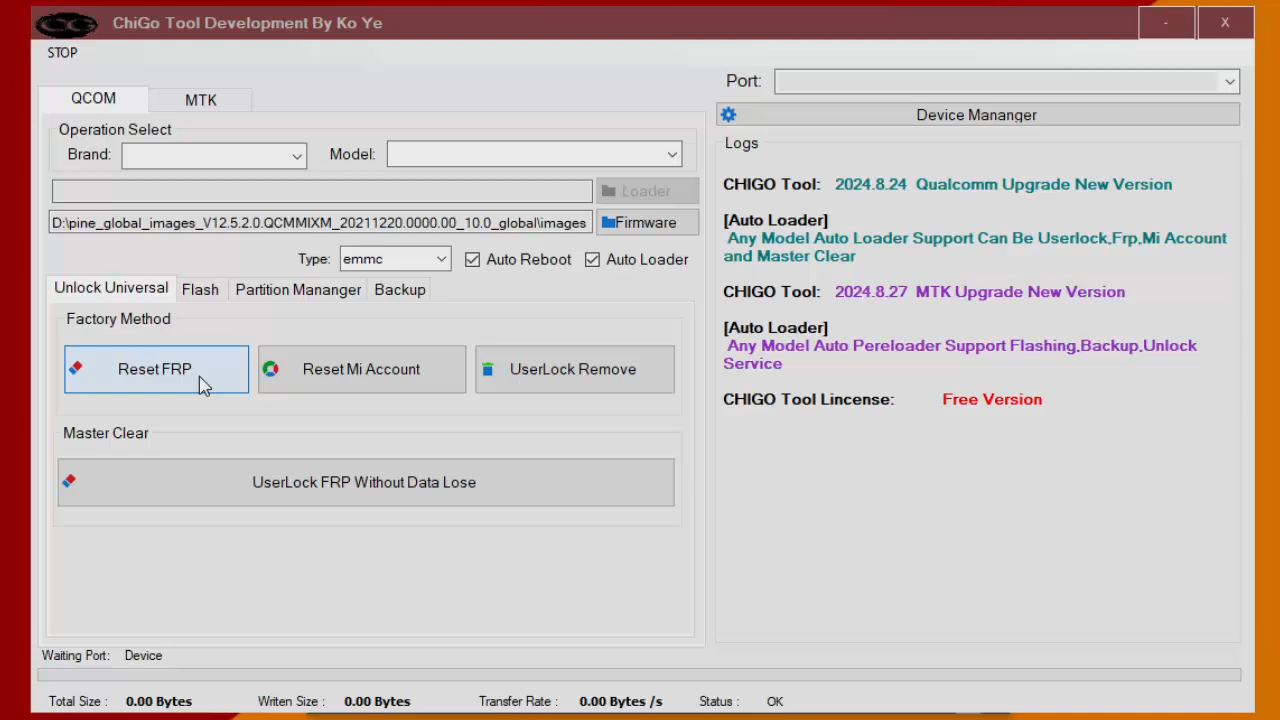 CG
ChiGo Tool Development By Ko Ye
-
X
STOP
QCOM
MTK
Operation Select
Brand:
Model:
Loader
D:\pine_global_images_V12.5.2.0.QCMMIXM_20211220.0000.00_10.0_global\images
Firmware
Type:
emmc
Auto Reboot
Auto Loader
Unlock Universal
Flash
Partition Mananger
Backup
Factory Method
Reset FRP
Reset Mi Account
UserLock Remove
Master Clear
UserLock FRP Without Data Lose
Port:
Device Mananger
Logs
CHIGO Tool: 2024.8.24 Qualcomm Upgrade New Version
[Auto Loader]
Any Model Auto Loader Support Can Be Userlock,Frp,Mi Account
and Master Clear
CHIGO Tool: 2024.8.27 MTK Upgrade New Version
[Auto Loader]
Any Model Auto Pereloader Support Flashing,Backup,Unlock
Service
CHIGO Tool Lincense: Free Version
Waiting Port: Device
Total Size : 0.00 Bytes
Writen Size : 0.00 Bytes
Transfer Rate : 0.00 Bytes /s
Status : OK